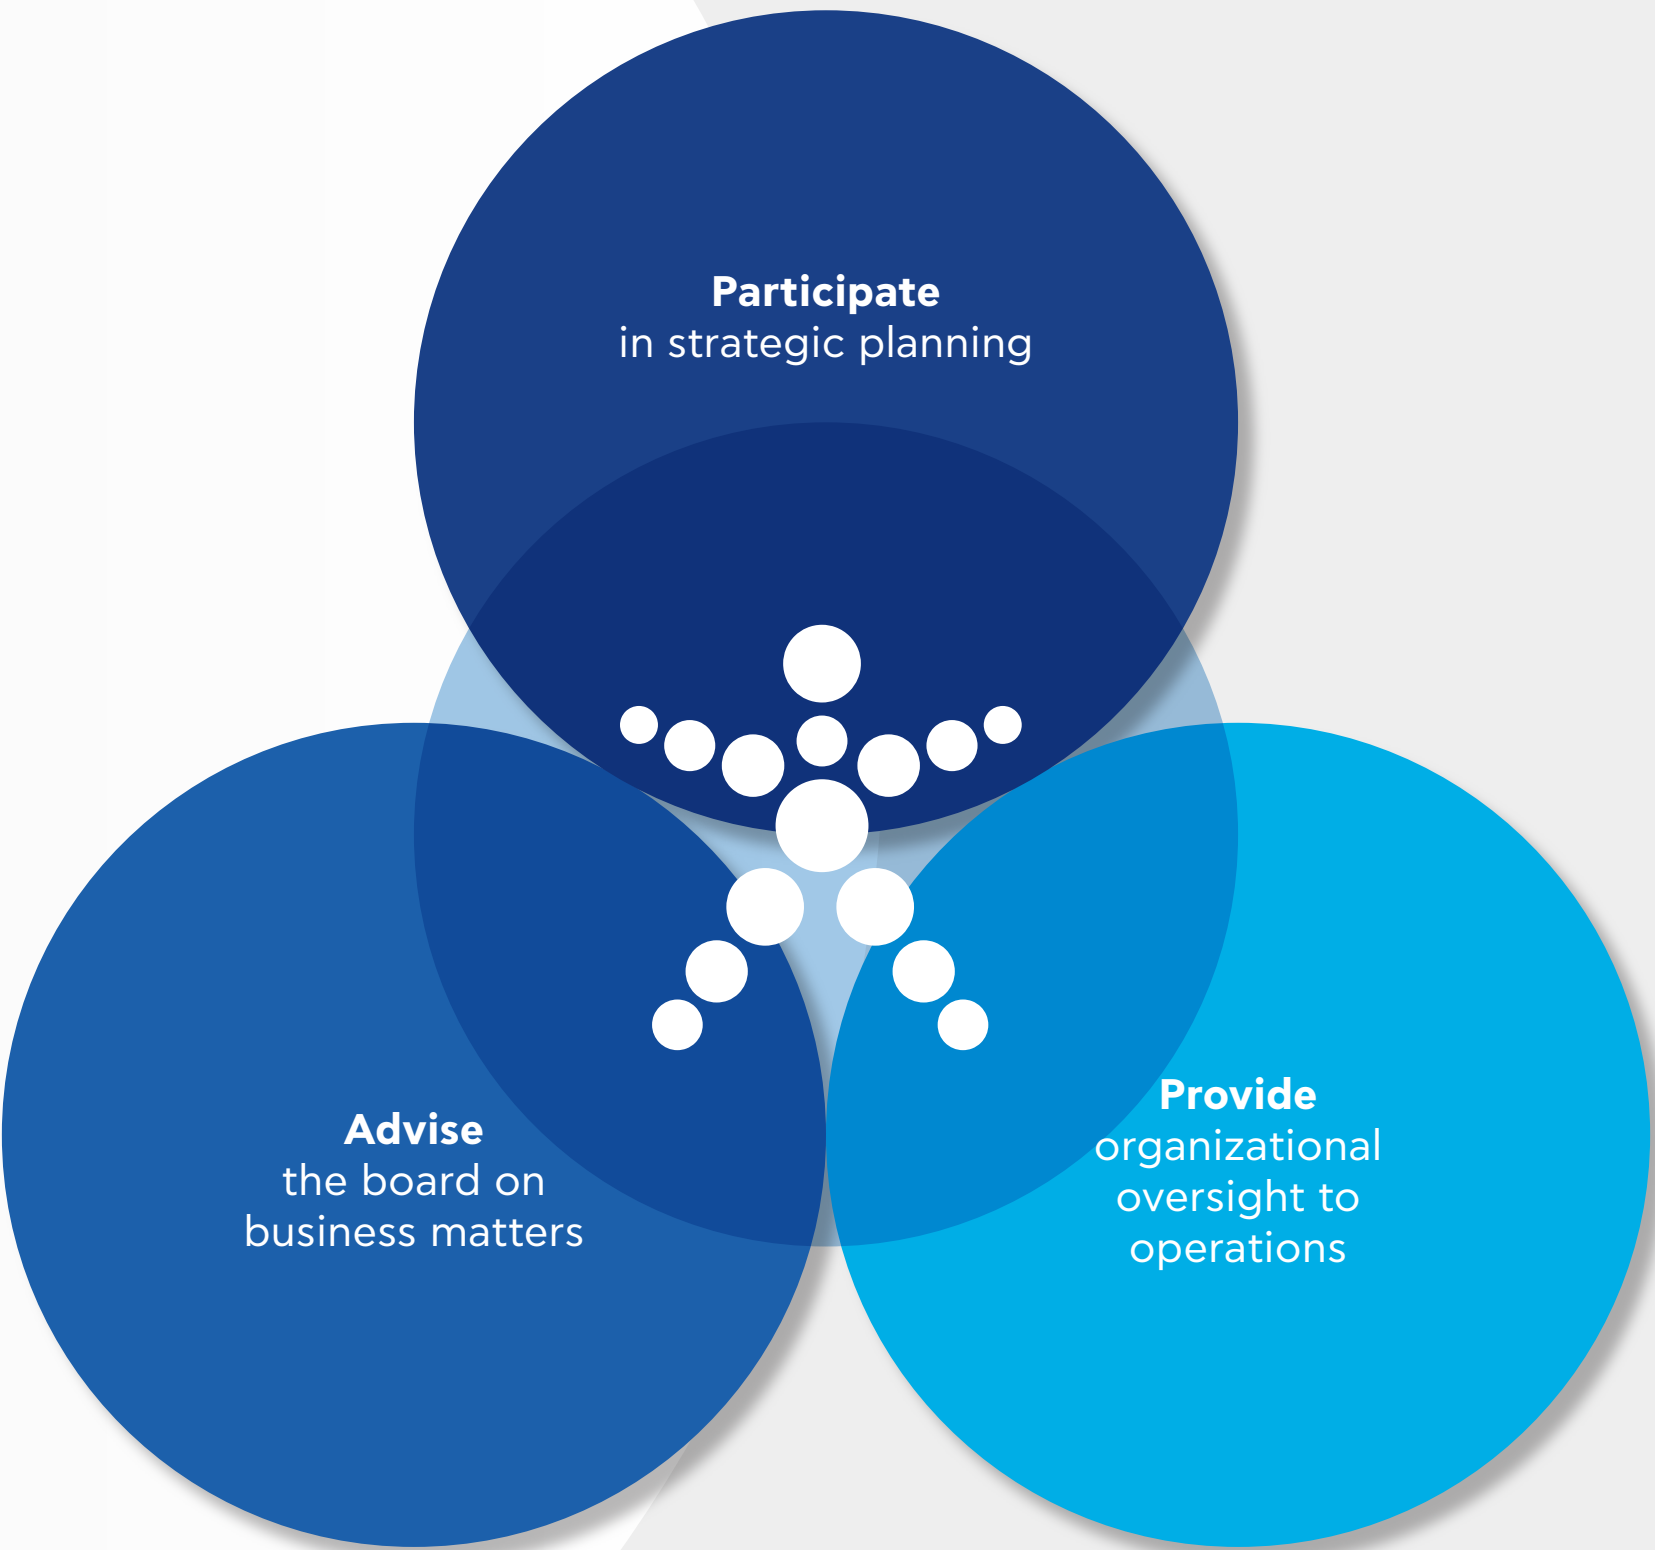 Participate
in strategic planning
Advise
the board on
business matters
Provide
organizational
oversight to
operations